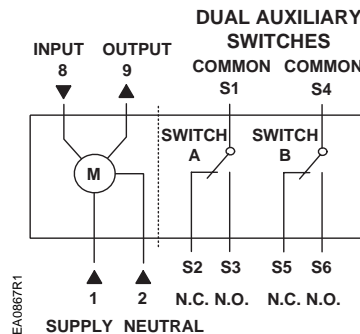 DUAL AUXILIARY
SWITCHES
INPUT OUTPUT
8 9
COMMON COMMON
S1 S4
SWITCH
A
SWITCH
B
M
S2 S3 S5 S6
1 2
N.C. N.O. N.C. N.O.
SUPPLY NEUTRAL
EA0867R1